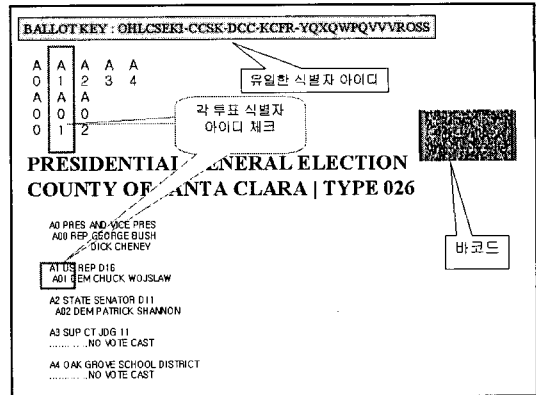 BALLOT KEY : OHLCSEKI-CCSK-DCC-KCFR-YQXQWPQVVVROSS
A A A A A
0 1 2 3 4
A A A
0 0 0
0 1 2
유일한 식별자 아이디
각 투표 식별자
아이디 체크
PRESIDENTIAL GENERAL ELECTION
COUNTY OF SANTA CLARA | TYPE 026
바코드
A0 PRES AND VICE PRES
A00 REP GEORGE BUSH
DICK CHENEY
A1 US REP D16
A01 DEM CHUCK WOJSLAW
A2 STATE SENATOR D11
A02 DEM PATRICK SHANNON
A3 SUP CT JDG 11
............NO VOTE CAST
A4 OAK GROVE SCHOOL DISTRICT
............NO VOTE CAST